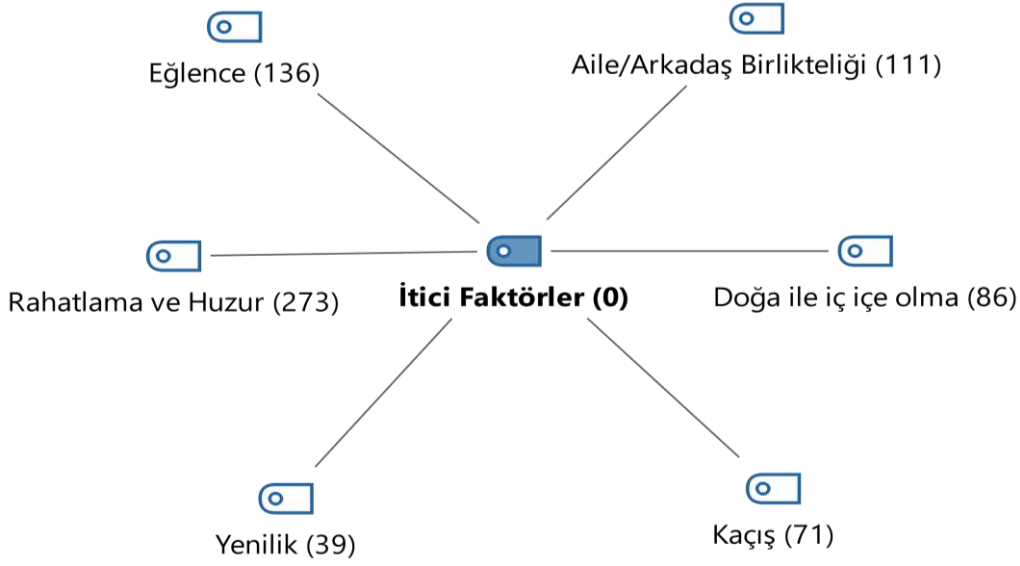 Eğlence (136)
Aile/Arkadaş Birlikteliği (111)
Rahatlama ve Huzur (273)
İtici Faktörler (0)
Doğa ile iç içe olma (86)
Yenilik (39)
Kaçış (71)